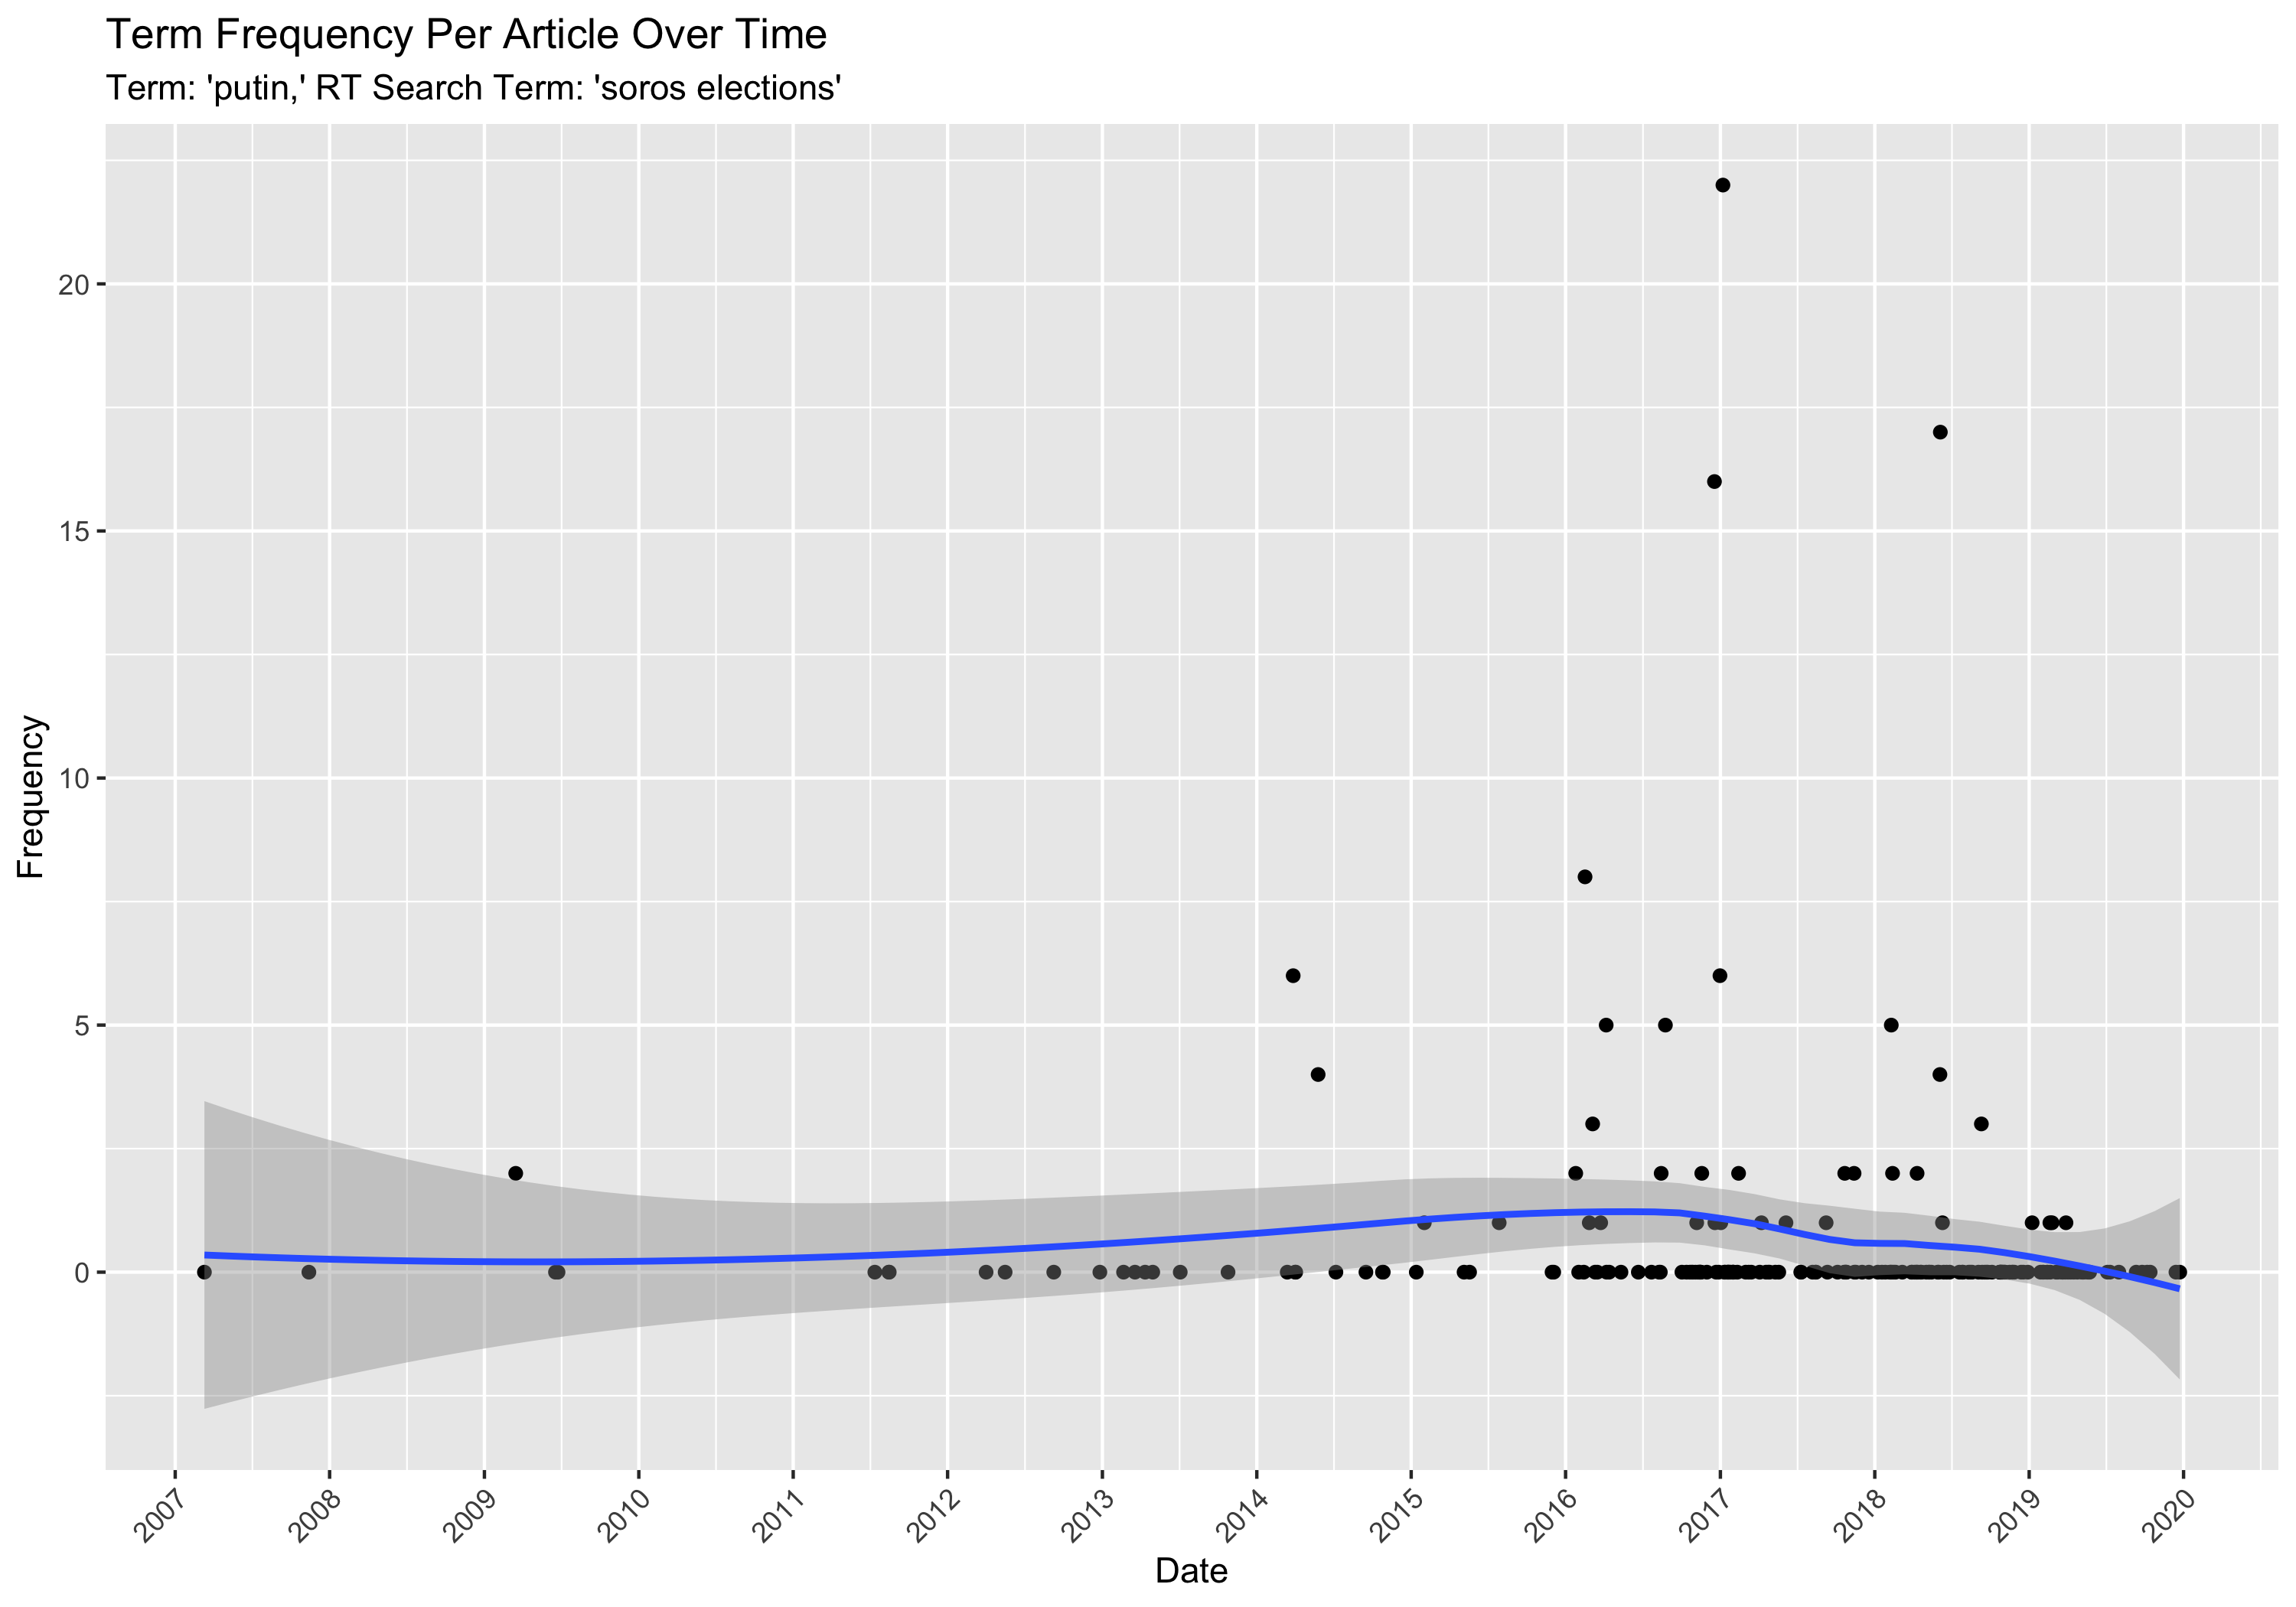 Term Frequency Per Article Over Time
Term: 'putin,' RT Search Term: 'soros elections'
Frequency
20
15
10
5
0
2007 2008 2009 2010 2011 2012 2013 2014 2015 2016 2017 2018 2019 2020
Date